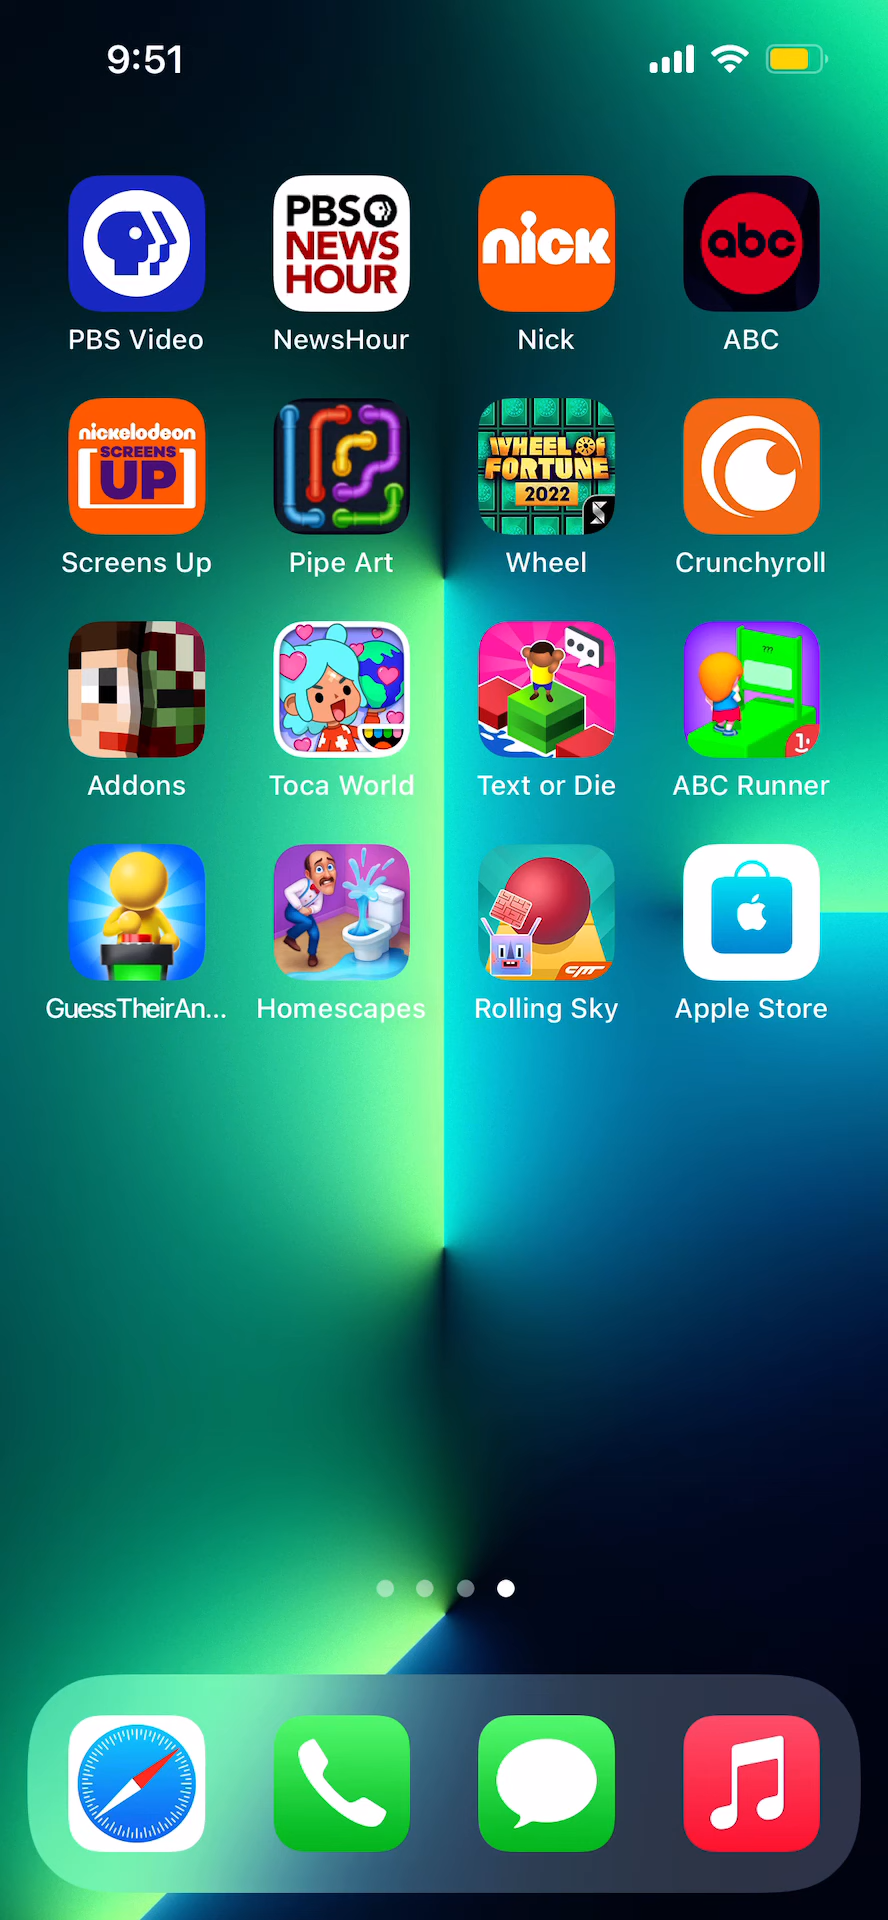 9:51
PBS
NEWS
HOUR
nick
abc
PBS Video
NewsHour
Nick
ABC
nickelodeon
SCREENS
UP
WHEEL OF
FORTUNE
2022
Screens Up
Pipe Art
Wheel
Crunchyroll
Addons
Toca World
Text or Die
ABC Runner
CMT
GuessTheirAn...
Homescapes
Rolling Sky
Apple Store